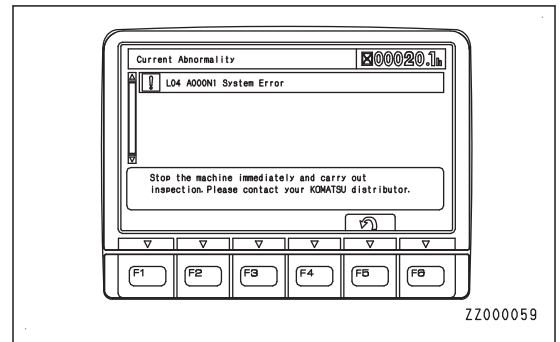 Current Abnormality
00020.1h
L04 A000N1 System Error
Stop the machine immediately and carry out
inspection. Please contact your KOMATSU distributor.
F1 F2 F3 F4 F5 F6
ZZ000059